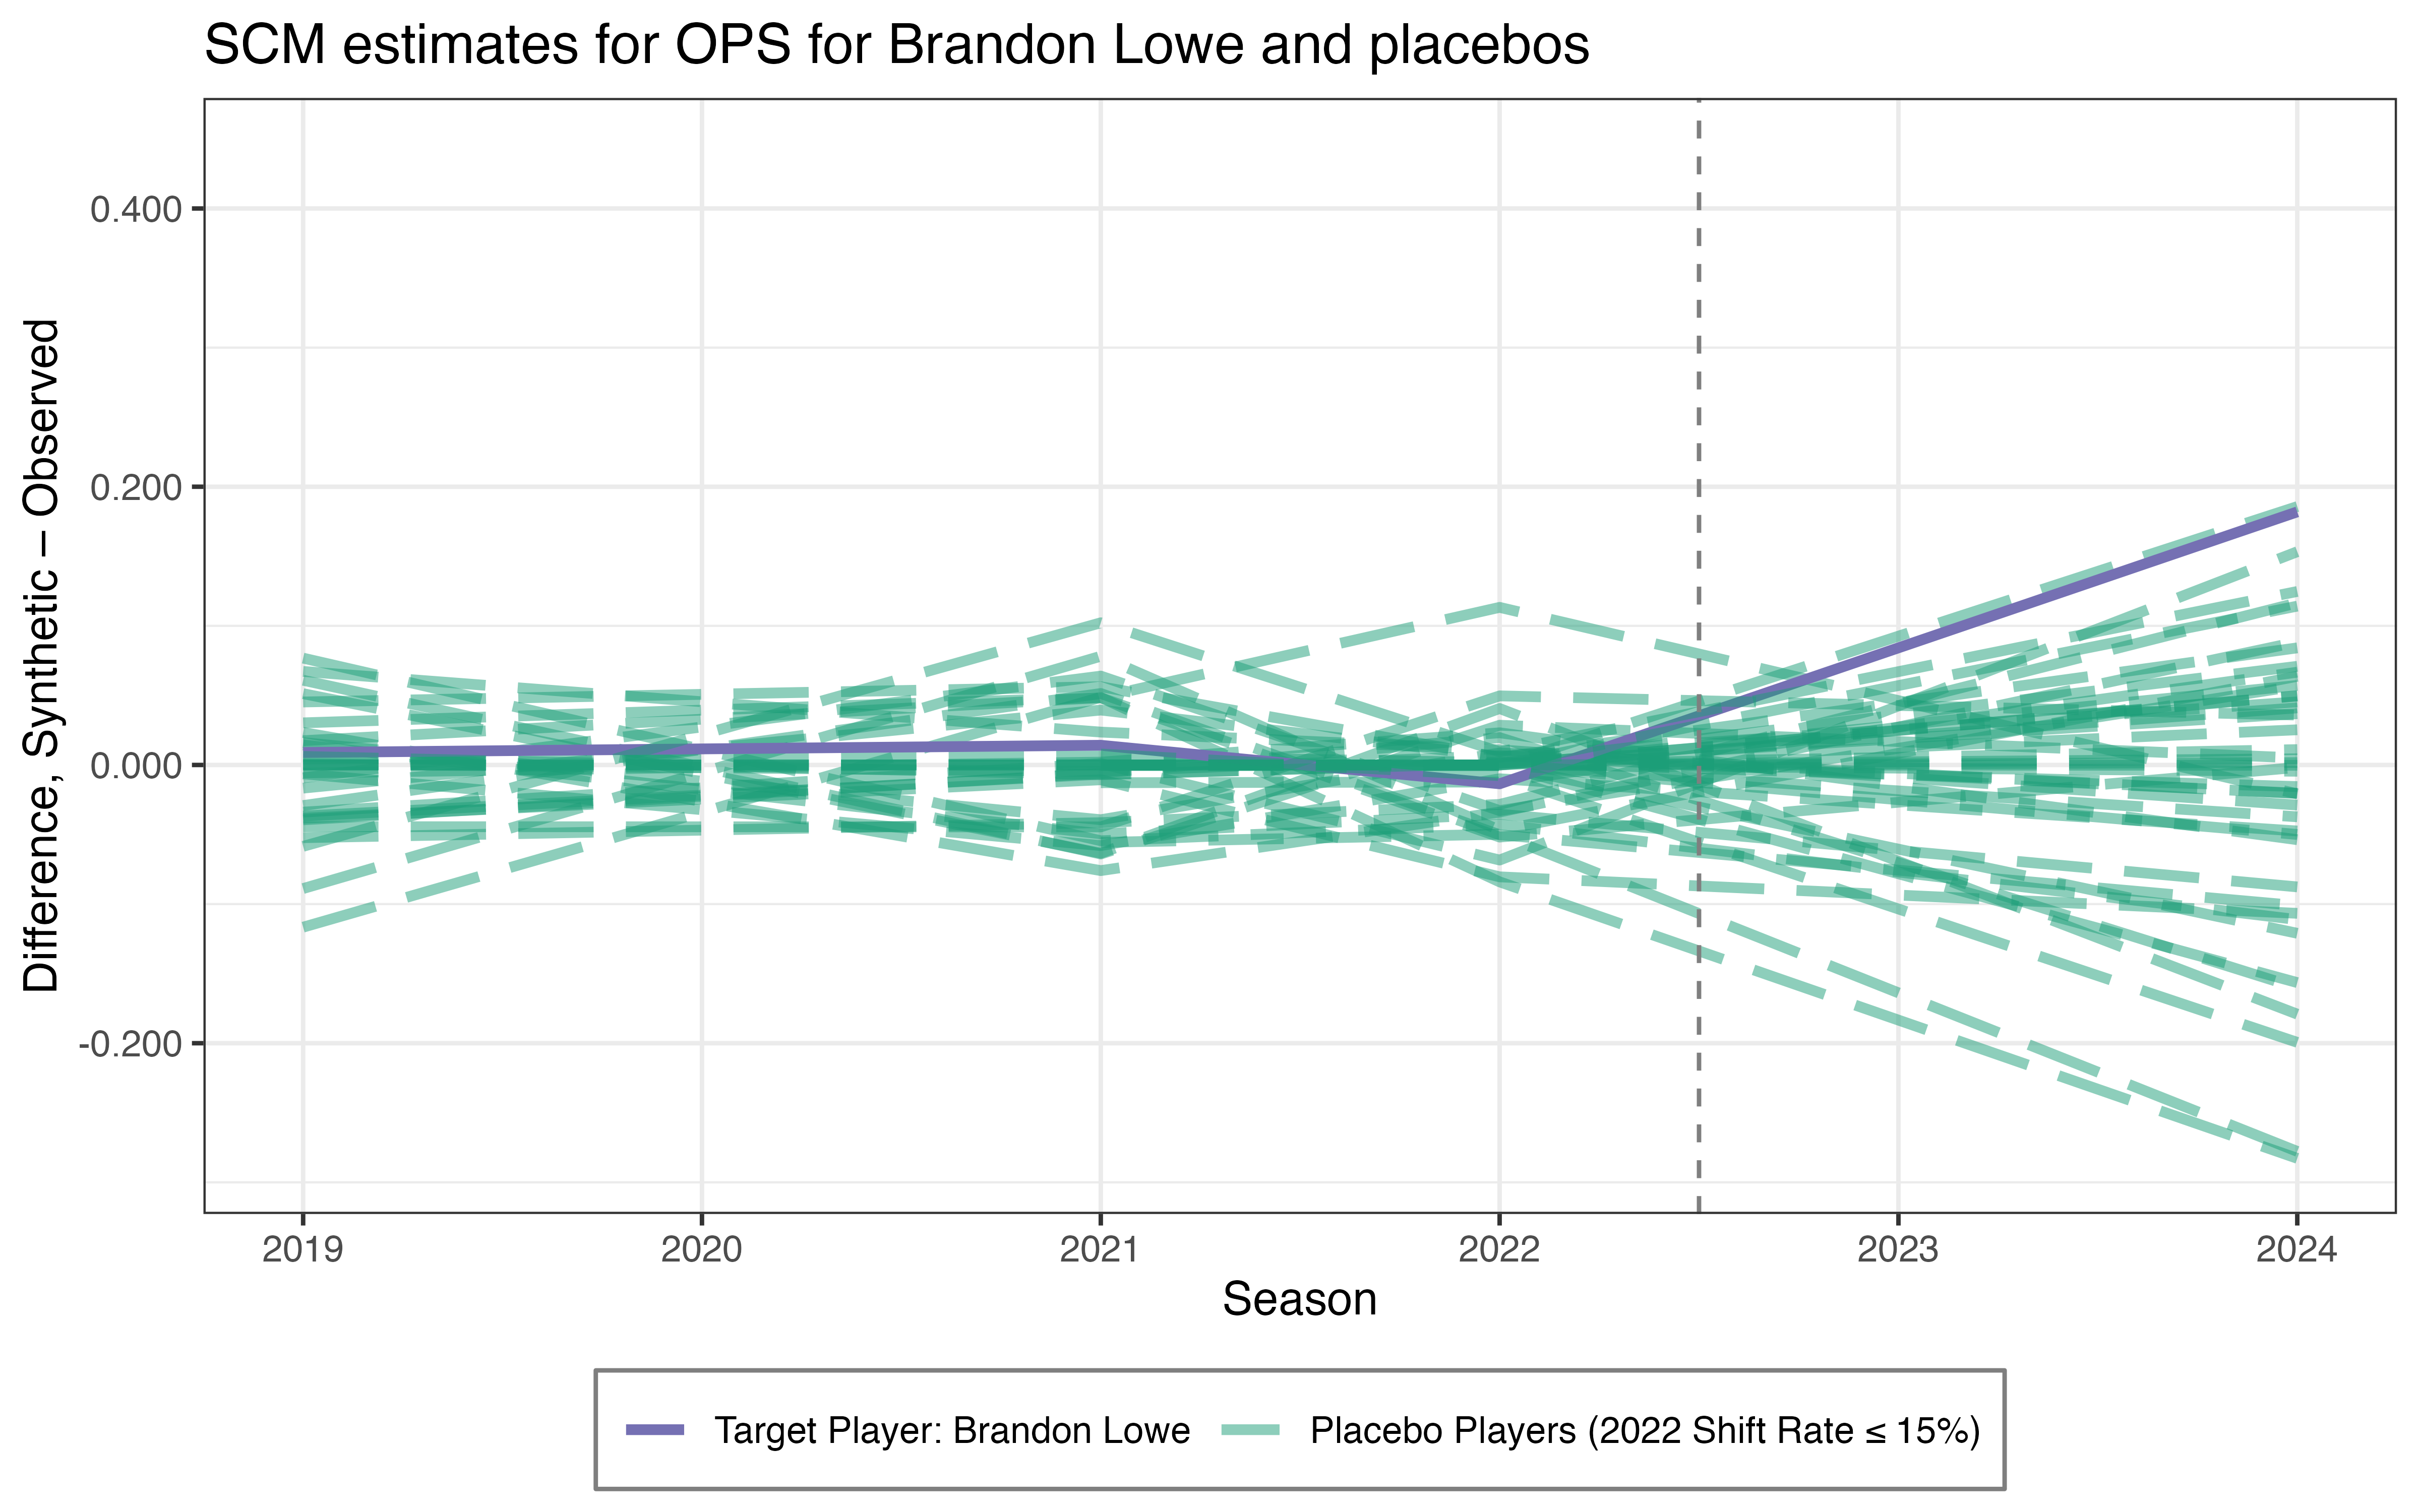 SCM estimates for OPS for Brandon Lowe and placebos
Difference, Synthetic − Observed
0.400
0.200
0.000
-0.200
2019 2020 2021 2022 2023 2024
Season
Target Player: Brandon Lowe Placebo Players (2022 Shift Rate ≤ 15%)